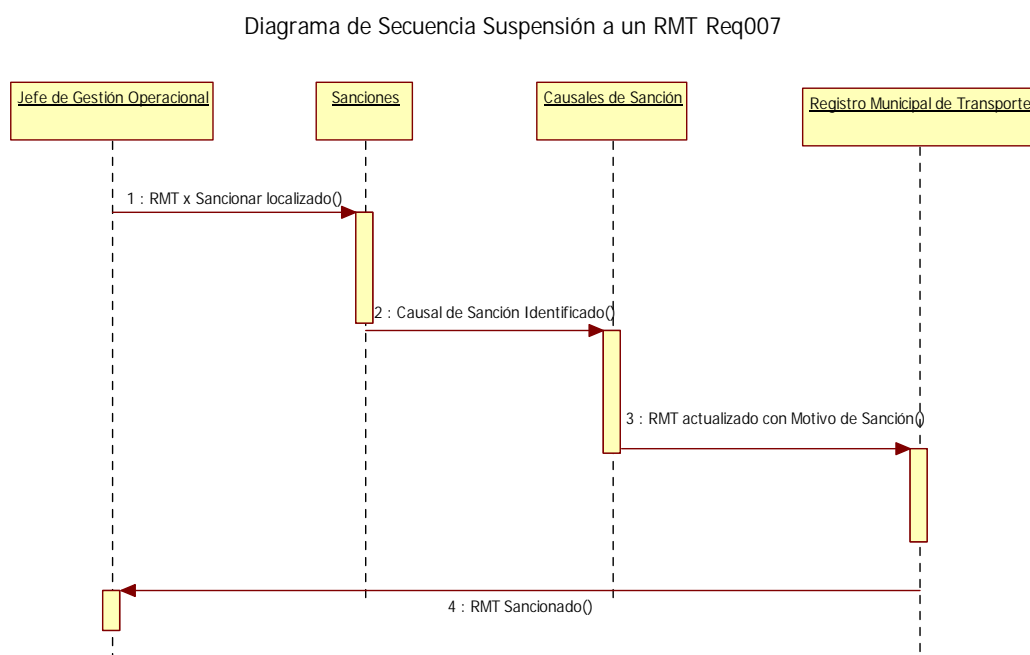 Diagrama de Secuencia Suspensión a un RMT Req007
Jefe de Gestión Operacional
Sanciones
Causales de Sanción
Registro Municipal de Transporte
1 : RMT x Sancionar localizado()
2 : Causal de Sanción Identificado()
3 : RMT actualizado con Motivo de Sanción()
4 : RMT Sancionado()